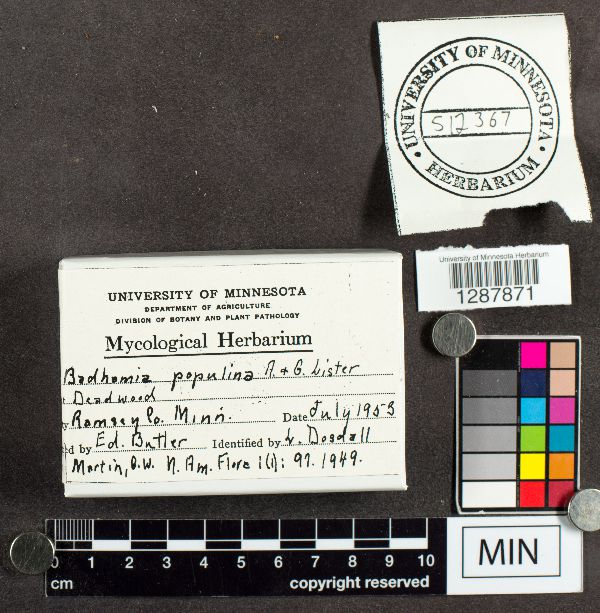 UNIVERSITY OF MINNESOTA
512367
• HERBARIUM •
University of Minnesota Herbarium
1287871
UNIVERSITY OF MINNESOTA
DEPARTMENT OF AGRICULTURE
DIVISION OF BOTANY AND PLANT PATHOLOGY
Mycological Herbarium
Badhamia populina A. & G. Lister
Deadwood
y Ramsey Co. Minn. Date July 1953
d by Ed. Butler Identified by L. Dosdall
Martin, G.W. N. Am. Flora 1(1): 97. 1949.
0 1 2 3 4 5 6 7 8 9 10
cm copyright reserved
MIN